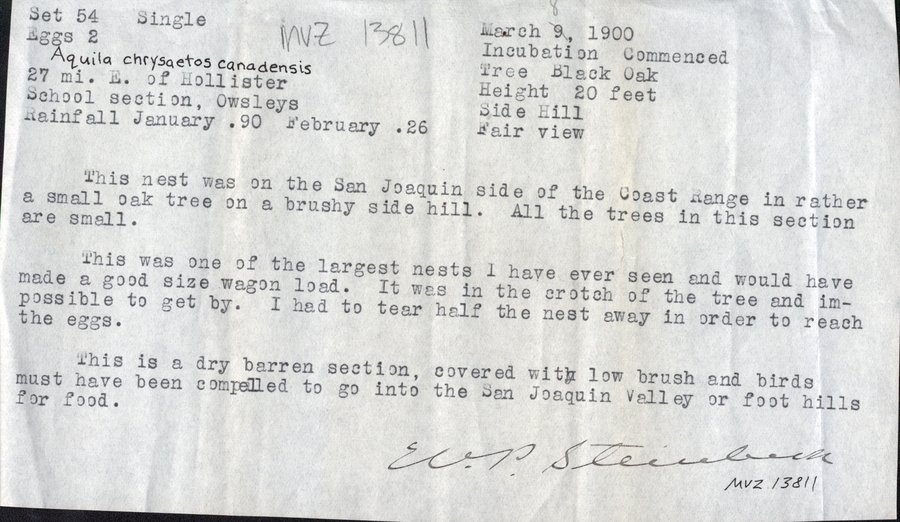 Set 54 Single
Eggs 2
MVZ 13811
Aquila chrysaetos canadensis
27 mi. E. of Hollister
School section, Owsleys
Rainfall January .90 February .26
8
March 9, 1900
Incubation Commenced
Tree Black Oak
Height 20 feet
Side Hill
Fair view
This nest was on the San Joaquin side of the Coast Range in rather
a small oak tree on a brushy side hill. All the trees in this section
are small.
This was one of the largest nests I have ever seen and would have
made a good size wagon load. It was in the crotch of the tree and im-
possible to get by. I had to tear half the nest away in order to reach
the eggs.
This is a dry barren section, covered with low brush and birds
must have been compelled to go into the San Joaquin Valley or foot hills
for food.
W. P. Steinbeck
MVZ 13811